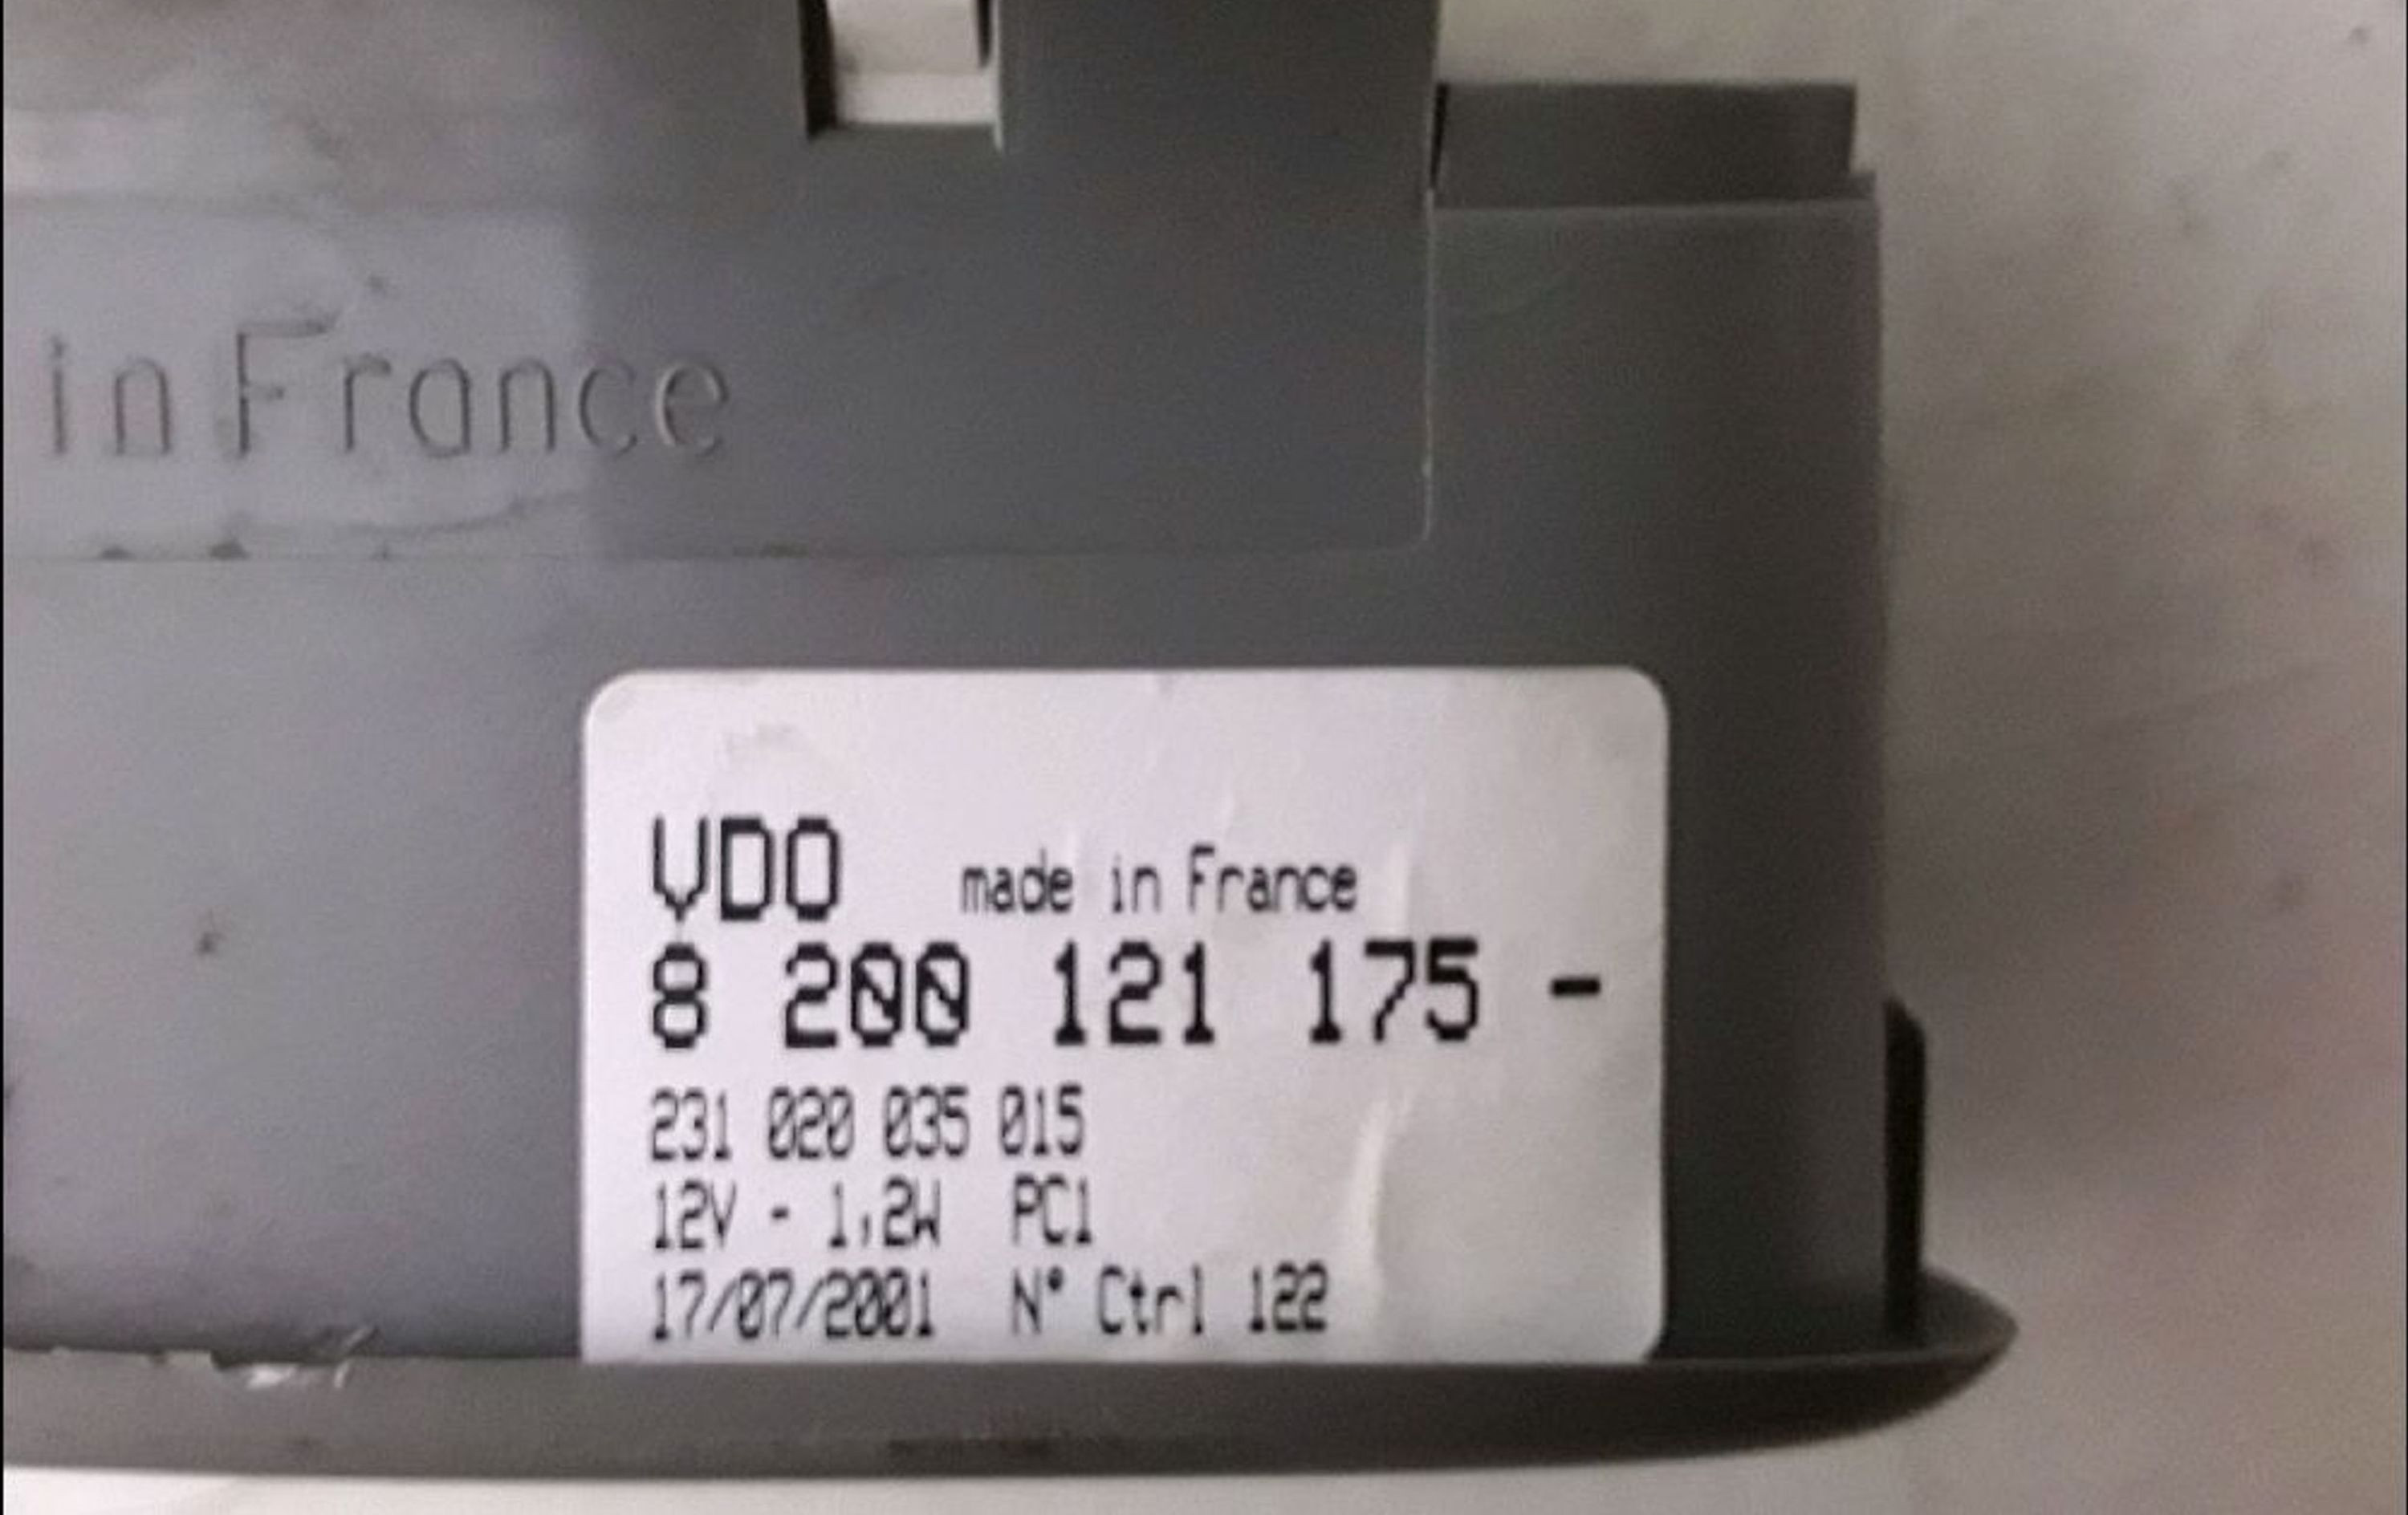 in France
VDO made in France
8 200 121 175 -
231 020 035 015
12V - 1,2W PC1
17/07/2001 N° Ctrl 122